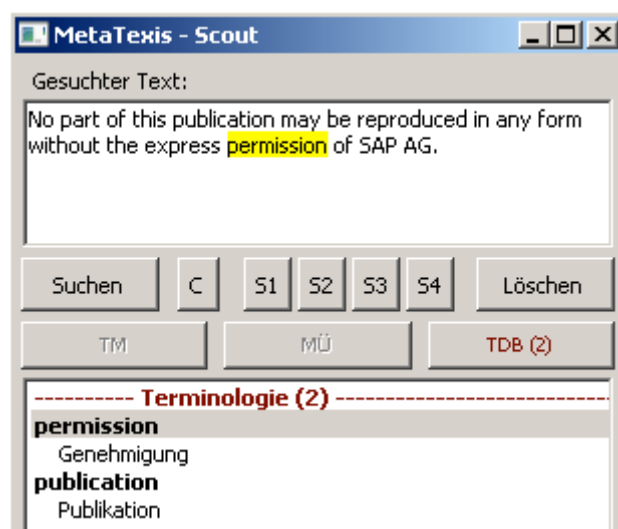 MetaTexis - Scout
Gesuchter Text:
No part of this publication may be reproduced in any form
without the express permission of SAP AG.
Suchen C S1 S2 S3 S4 Löschen
TM MÜ TDB (2)
---------- Terminologie (2) --------------------------
permission
Genehmigung
publication
Publikation